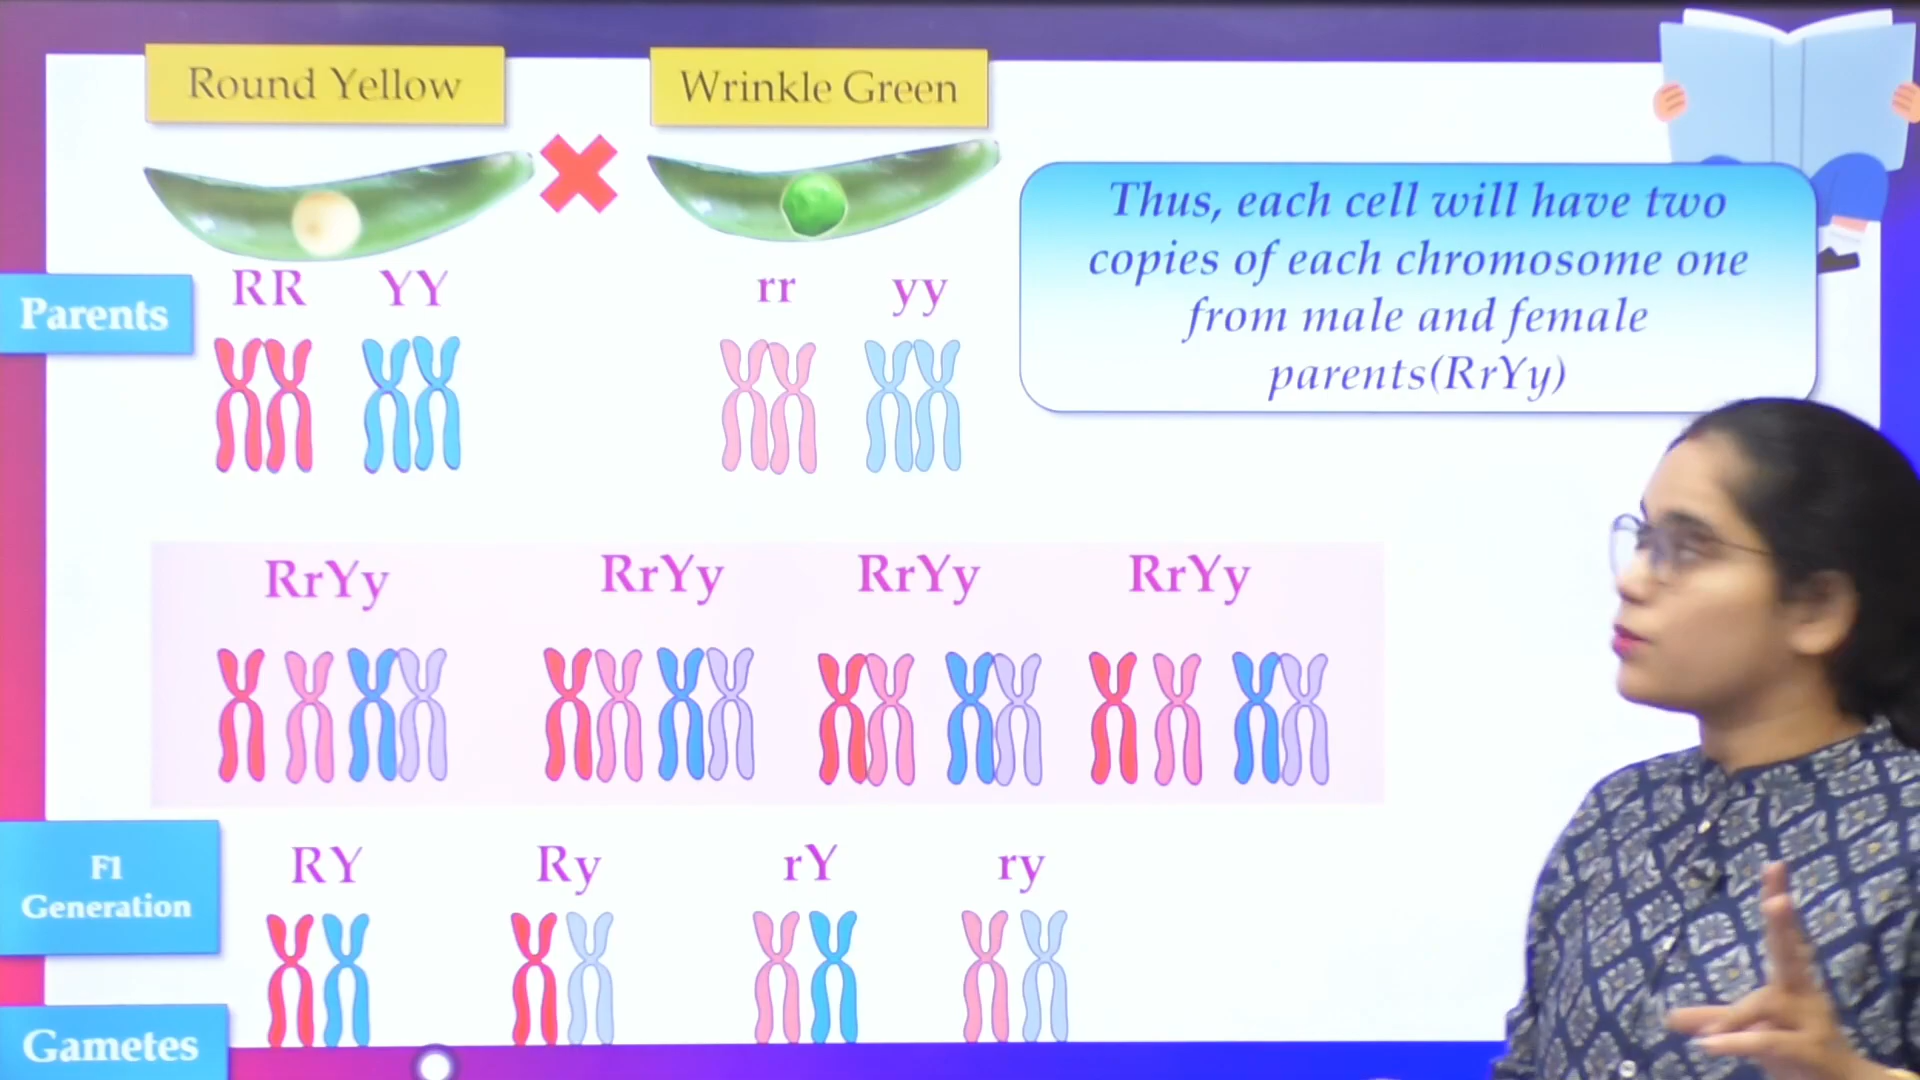 Round Yellow
Wrinkle Green
Thus, each cell will have two
copies of each chromosome one
from male and female
parents(RrYy)
Parents
RR YY
rr yy
RrYy RrYy RrYy RrYy
F1
Generation
RY Ry rY ry
Gametes